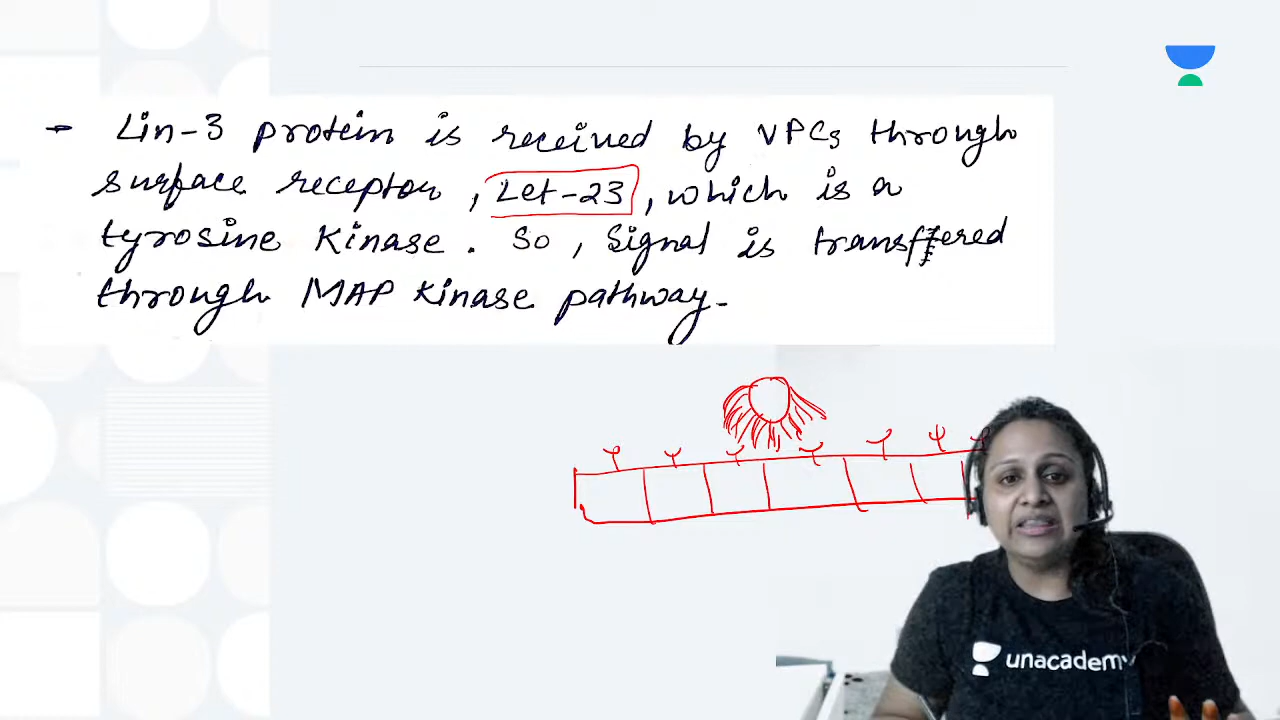 - Lin-3 protein is received by VPCs through
surface receptor, Let-23, which is a
tyrosine kinase. So, signal is transffered
through MAP kinase pathway.
unacademy